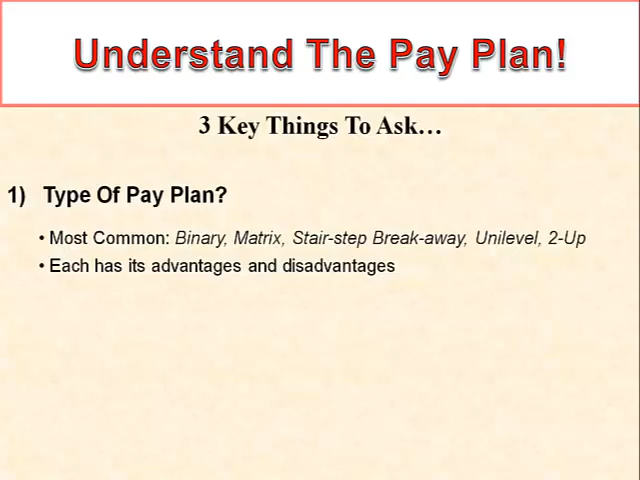 Understand The Pay Plan!
3 Key Things To Ask…
1) Type Of Pay Plan?
• Most Common: Binary, Matrix, Stair-step Break-away, Unilevel, 2-Up
• Each has its advantages and disadvantages